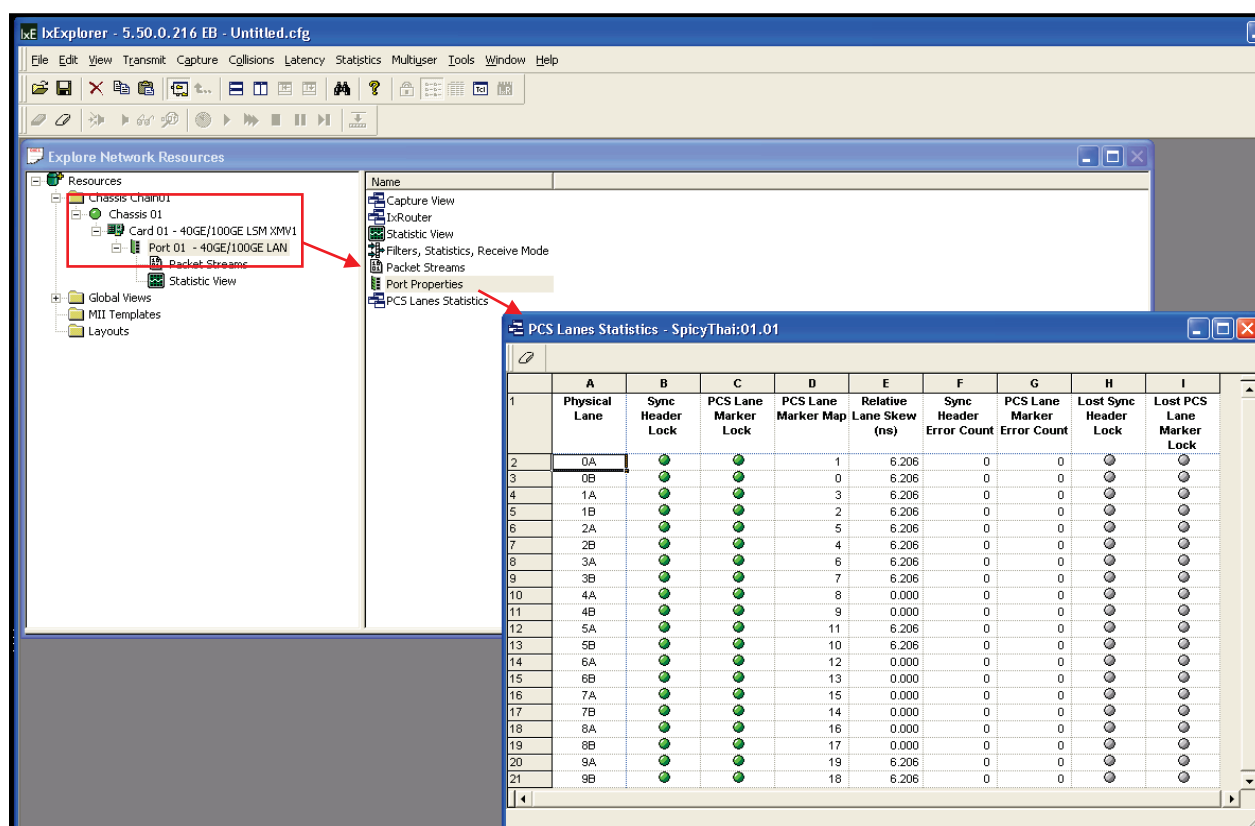 IxE IxExplorer - 5.50.0.216 EB - Untitled.cfg
File Edit View Transmit Capture Collisions Latency Statistics Multiuser Tools Window Help
Tcl
Explore Network Resources
Resources
Chassis Chain01
Chassis 01
Card 01 - 40GE/100GE LSM XMV1
Port 01 - 40GE/100GE LAN
Packet Streams
Statistic View
Global Views
MII Templates
Layouts
Name
Capture View
IxRouter
Statistic View
Filters, Statistics, Receive Mode
Packet Streams
Port Properties
PCS Lanes Statistics
PCS Lanes Statistics - SpicyThai:01.01
A B C D E F G H I
1 Physical Lane Sync Header Lock PCS Lane Marker Lock PCS Lane Marker Map Relative Lane Skew (ns) Sync Header Error Count PCS Lane Marker Error Count Lost Sync Header Lock Lost PCS Lane Marker Lock
2 0A 1 6.206 0 0
3 0B 0 6.206 0 0
4 1A 3 6.206 0 0
5 1B 2 6.206 0 0
6 2A 5 6.206 0 0
7 2B 4 6.206 0 0
8 3A 6 6.206 0 0
9 3B 7 6.206 0 0
10 4A 8 0.000 0 0
11 4B 9 0.000 0 0
12 5A 11 6.206 0 0
13 5B 10 6.206 0 0
14 6A 12 0.000 0 0
15 6B 13 0.000 0 0
16 7A 15 0.000 0 0
17 7B 14 0.000 0 0
18 8A 16 0.000 0 0
19 8B 17 0.000 0 0
20 9A 19 6.206 0 0
21 9B 18 6.206 0 0